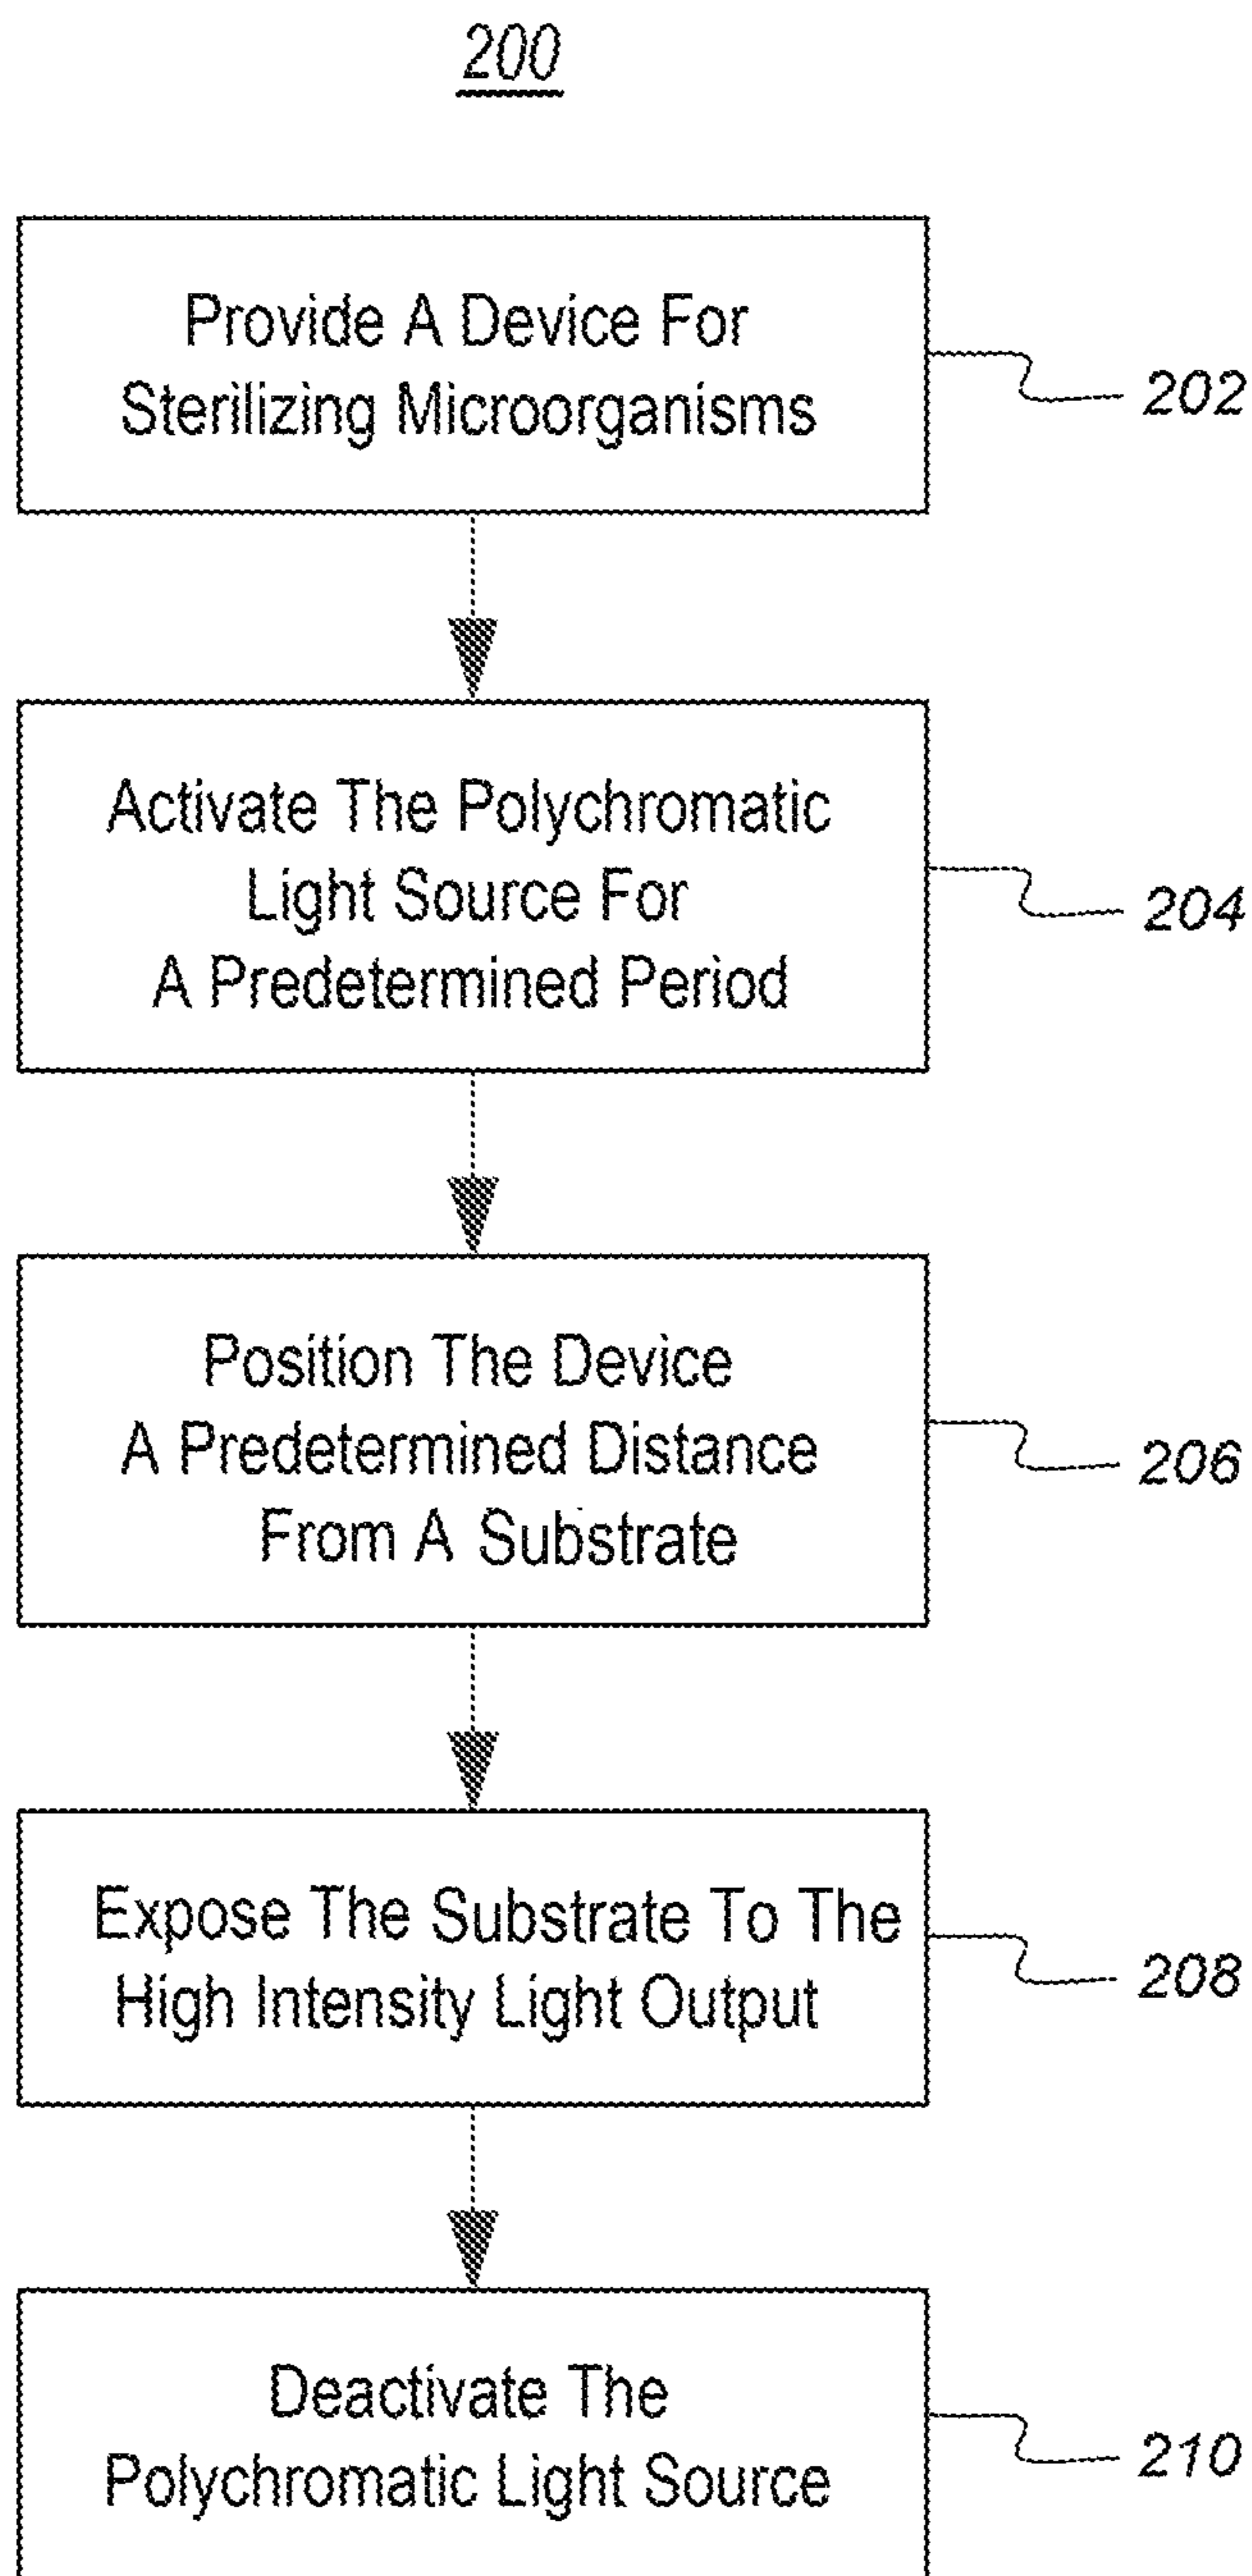 200
Provide A Device For
Sterilizing Microorganisms
202
Activate The Polychromatic
Light Source For
A Predetermined Period
204
Position The Device
A Predetermined Distance
From A Substrate
206
Expose The Substrate To The
High Intensity Light Output
208
Deactivate The
Polychromatic Light Source
210